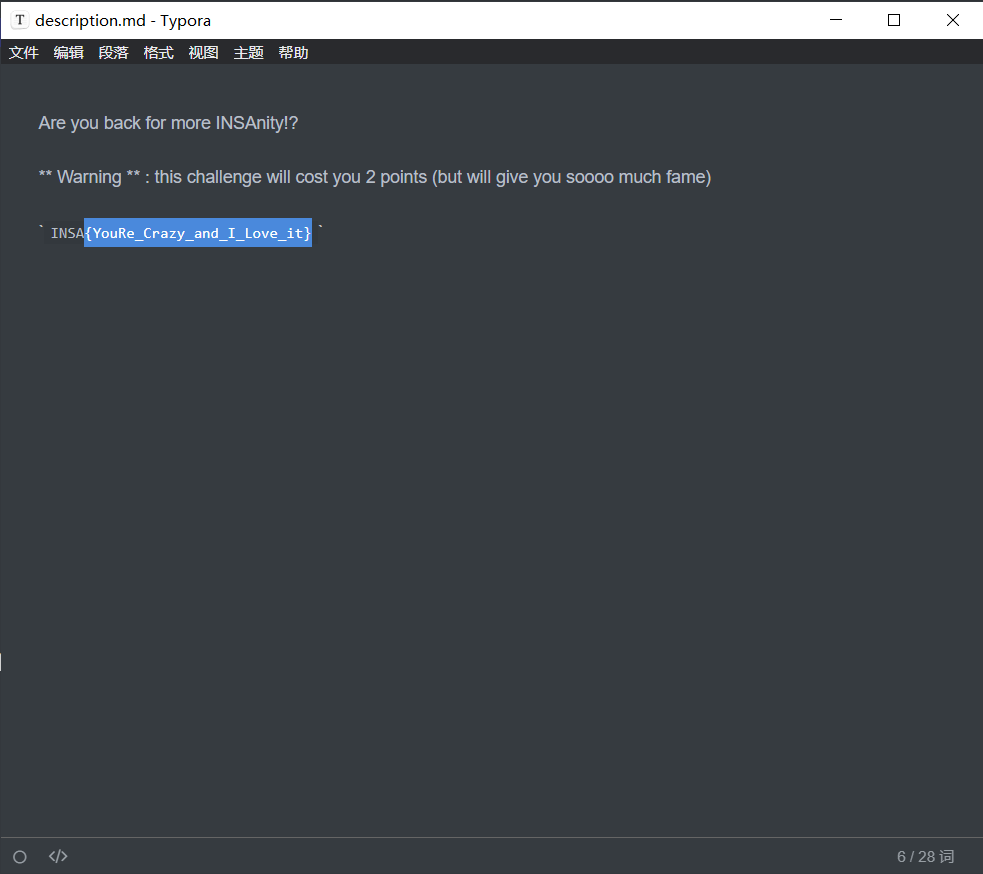 T description.md - Typora
文件 编辑 段落 格式 视图 主题 帮助
Are you back for more INSAnity!?
** Warning ** : this challenge will cost you 2 points (but will give you soooo much fame)
` INSA{YouRe_Crazy_and_I_Love_it} `
</> 6 / 28 词